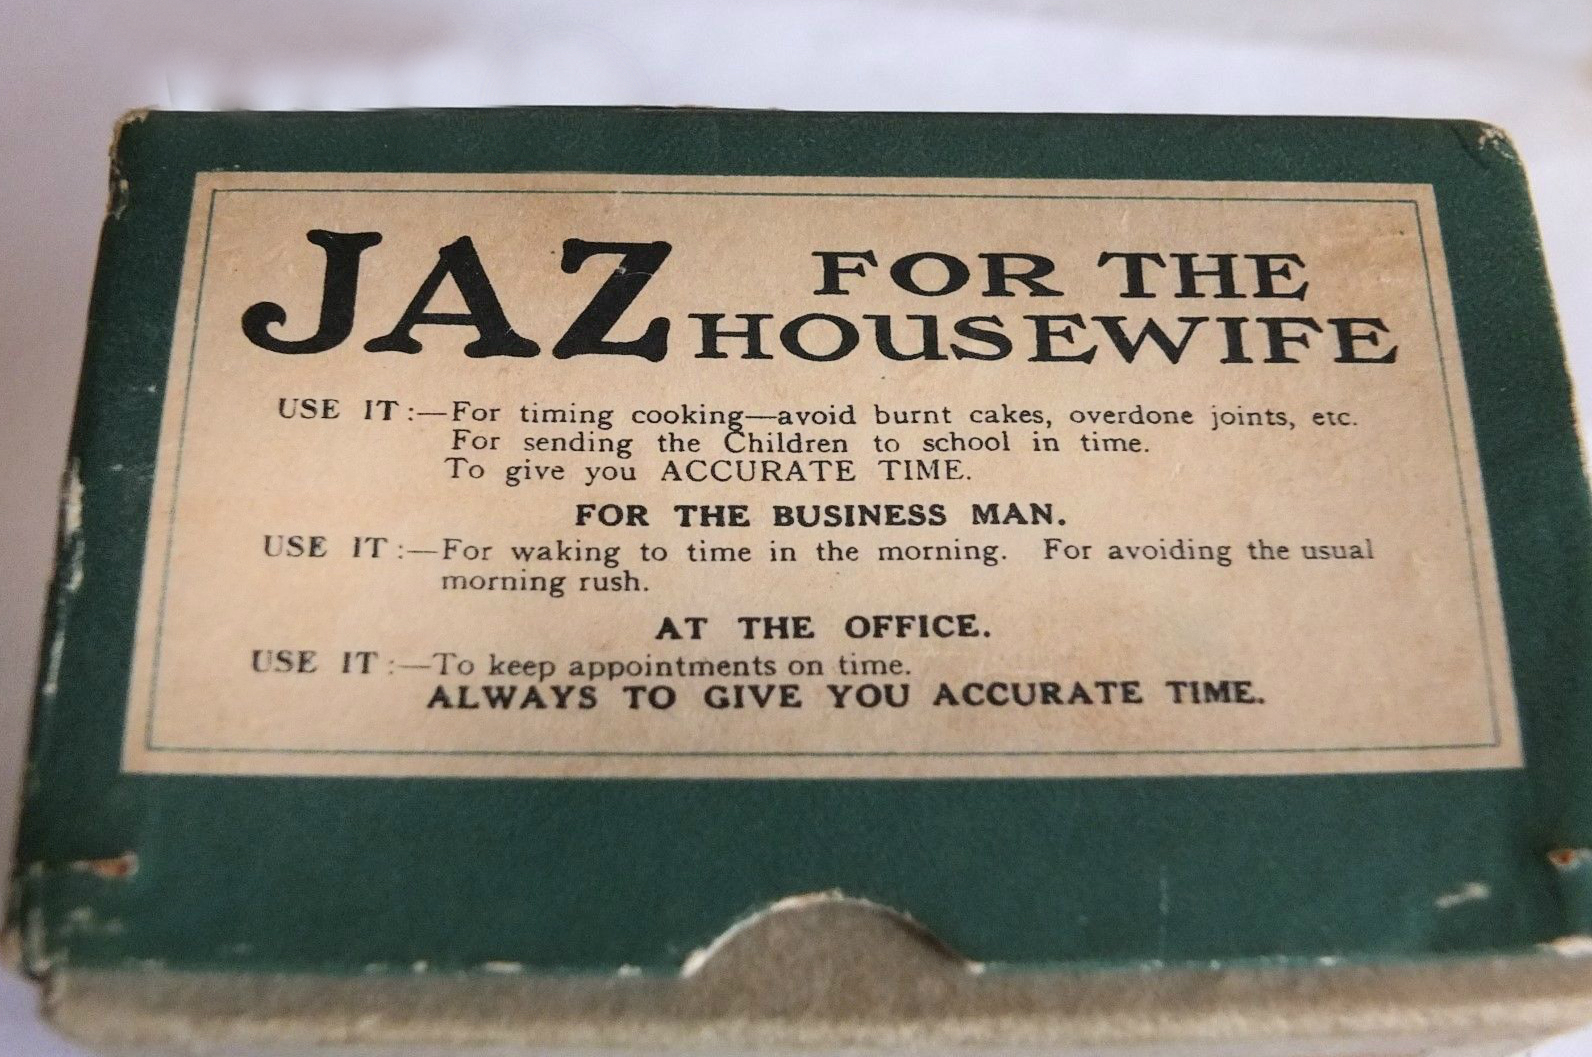 JAZ FOR THE
HOUSEWIFE
USE IT:—For timing cooking—avoid burnt cakes, overdone joints, etc.
For sending the Children to school in time.
To give you ACCURATE TIME.
FOR THE BUSINESS MAN.
USE IT:—For waking to time in the morning. For avoiding the usual
morning rush.
AT THE OFFICE.
USE IT:—To keep appointments on time.
ALWAYS TO GIVE YOU ACCURATE TIME.